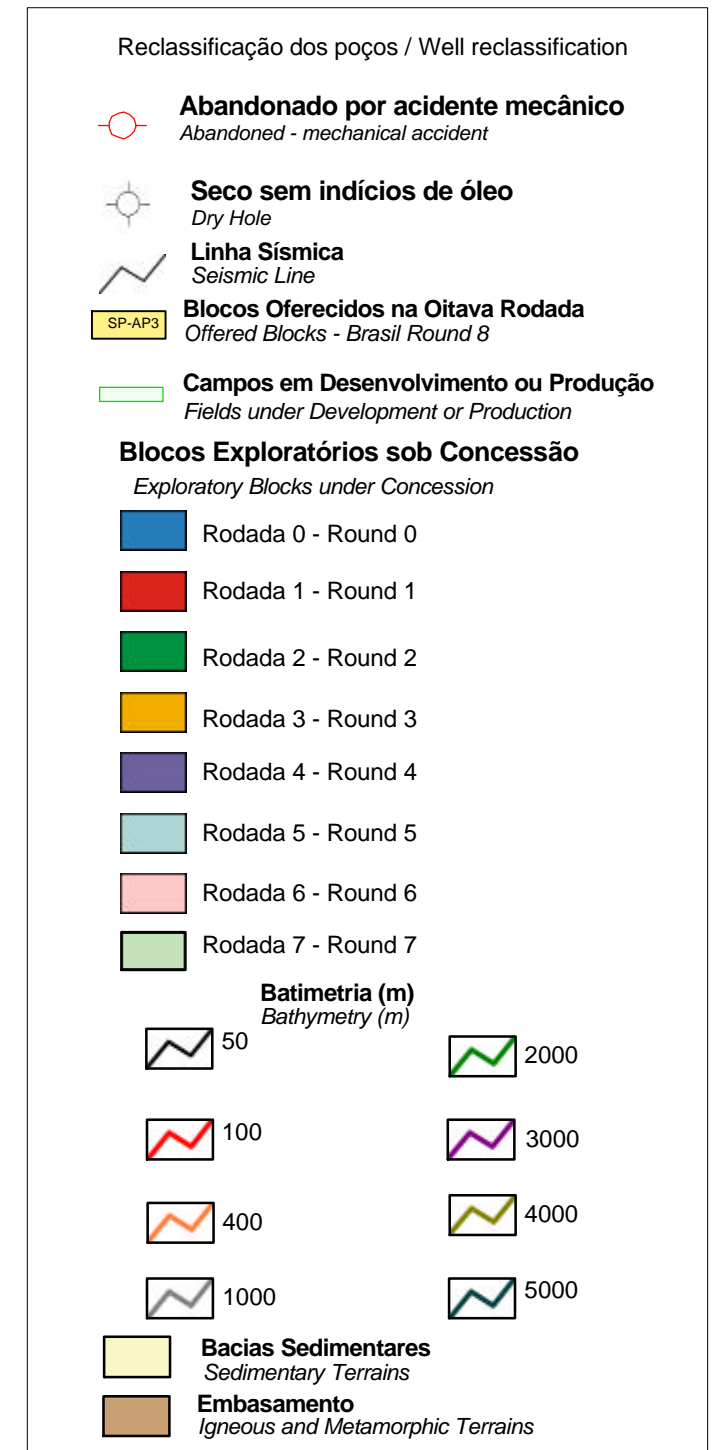 Reclassificação dos poços / Well reclassification
Abandonado por acidente mecânico
Abandoned - mechanical accident
Seco sem indícios de óleo
Dry Hole
Linha Sísmica
Seismic Line
SP-AP3
Blocos Oferecidos na Oitava Rodada
Offered Blocks - Brasil Round 8
Campos em Desenvolvimento ou Produção
Fields under Development or Production
Blocos Exploratórios sob Concessão
Exploratory Blocks under Concession
Rodada 0 - Round 0
Rodada 1 - Round 1
Rodada 2 - Round 2
Rodada 3 - Round 3
Rodada 4 - Round 4
Rodada 5 - Round 5
Rodada 6 - Round 6
Rodada 7 - Round 7
Batimetria (m)
Bathymetry (m)
50
2000
100
3000
400
4000
1000
5000
Bacias Sedimentares
Sedimentary Terrains
Embasamento
Igneous and Metamorphic Terrains